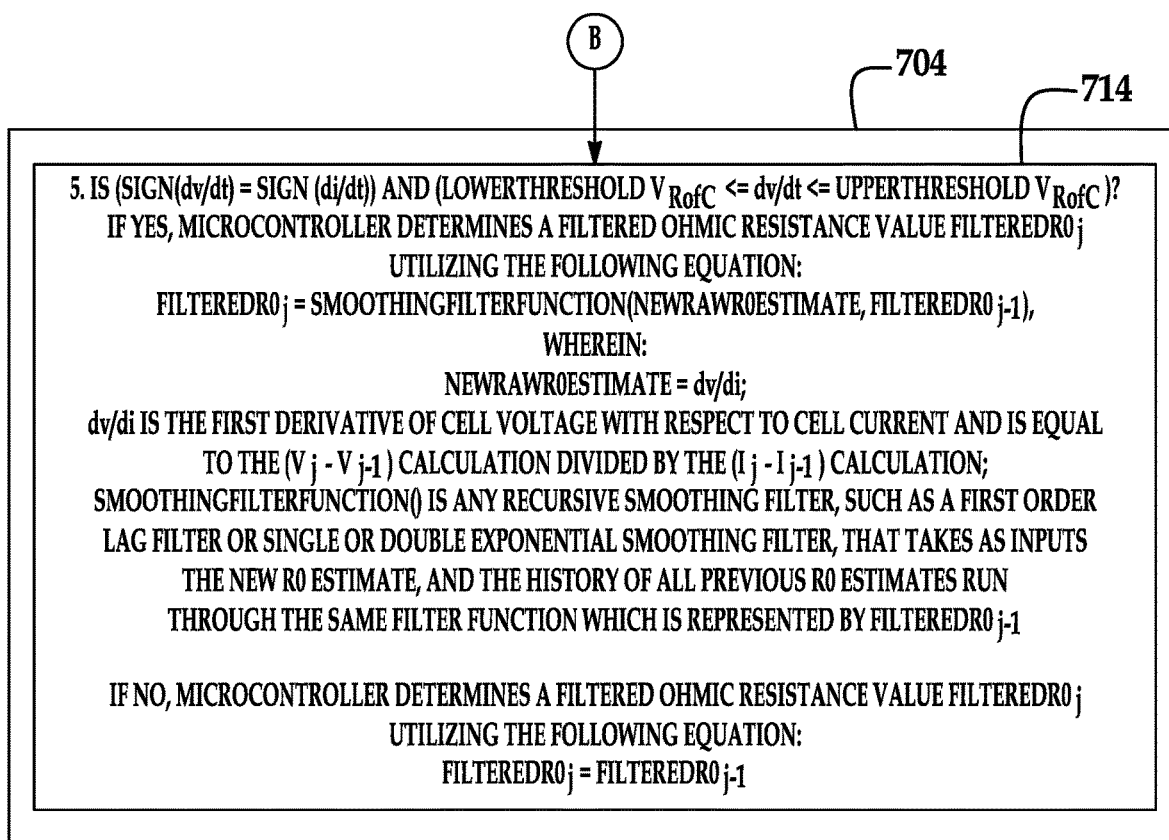 B
704
714
5. IS (SIGN(dv/dt) = SIGN (di/dt)) AND (LOWERTHRESHOLD V RofC <= dv/dt <= UPPERTHRESHOLD V RofC )?
IF YES, MICROCONTROLLER DETERMINES A FILTERED OHMIC RESISTANCE VALUE FILTEREDR0 j
UTILIZING THE FOLLOWING EQUATION:
FILTEREDR0 j = SMOOTHINGFILTERFUNCTION(NEWRAWR0ESTIMATE, FILTEREDR0 j-1),
WHEREIN:
NEWRAWR0ESTIMATE = dv/di;
dv/di IS THE FIRST DERIVATIVE OF CELL VOLTAGE WITH RESPECT TO CELL CURRENT AND IS EQUAL
TO THE (V j - V j-1 ) CALCULATION DIVIDED BY THE (I j - I j-1 ) CALCULATION;
SMOOTHINGFILTERFUNCTION() IS ANY RECURSIVE SMOOTHING FILTER, SUCH AS A FIRST ORDER
LAG FILTER OR SINGLE OR DOUBLE EXPONENTIAL SMOOTHING FILTER, THAT TAKES AS INPUTS
THE NEW R0 ESTIMATE, AND THE HISTORY OF ALL PREVIOUS R0 ESTIMATES RUN
THROUGH THE SAME FILTER FUNCTION WHICH IS REPRESENTED BY FILTEREDR0 j-1
IF NO, MICROCONTROLLER DETERMINES A FILTERED OHMIC RESISTANCE VALUE FILTEREDR0 j
UTILIZING THE FOLLOWING EQUATION:
FILTEREDR0 j = FILTEREDR0 j-1